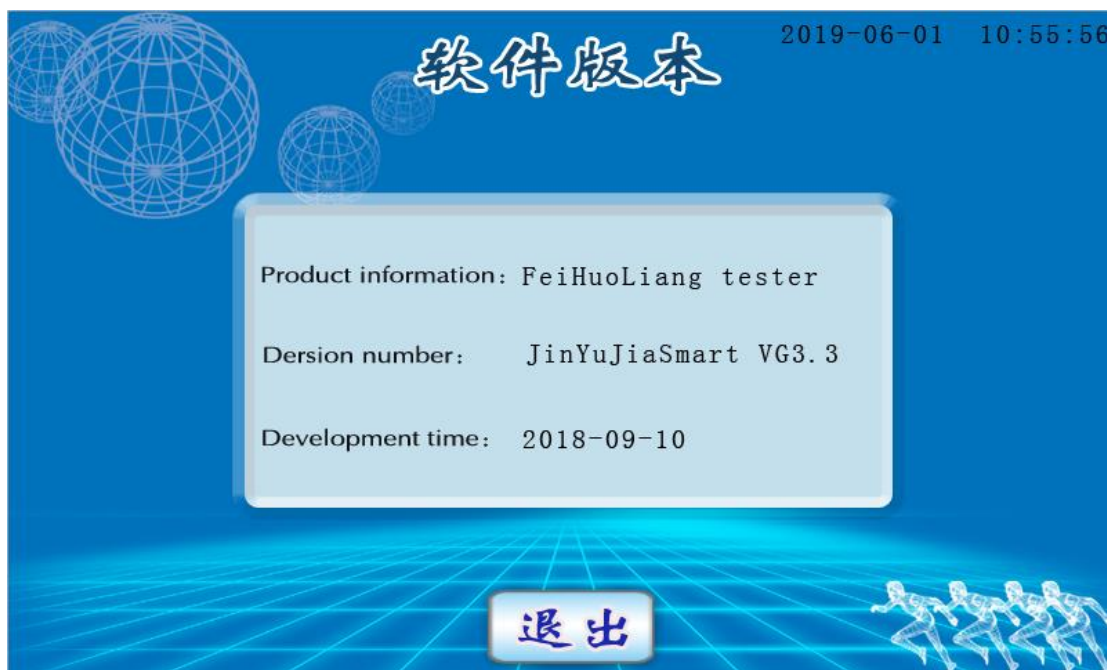 软件版本
2019-06-01 10:55:56
Product information: FeiHuoLiang tester
Dersion number: JinYuJiaSmart VG3.3
Development time: 2018-09-10
退出